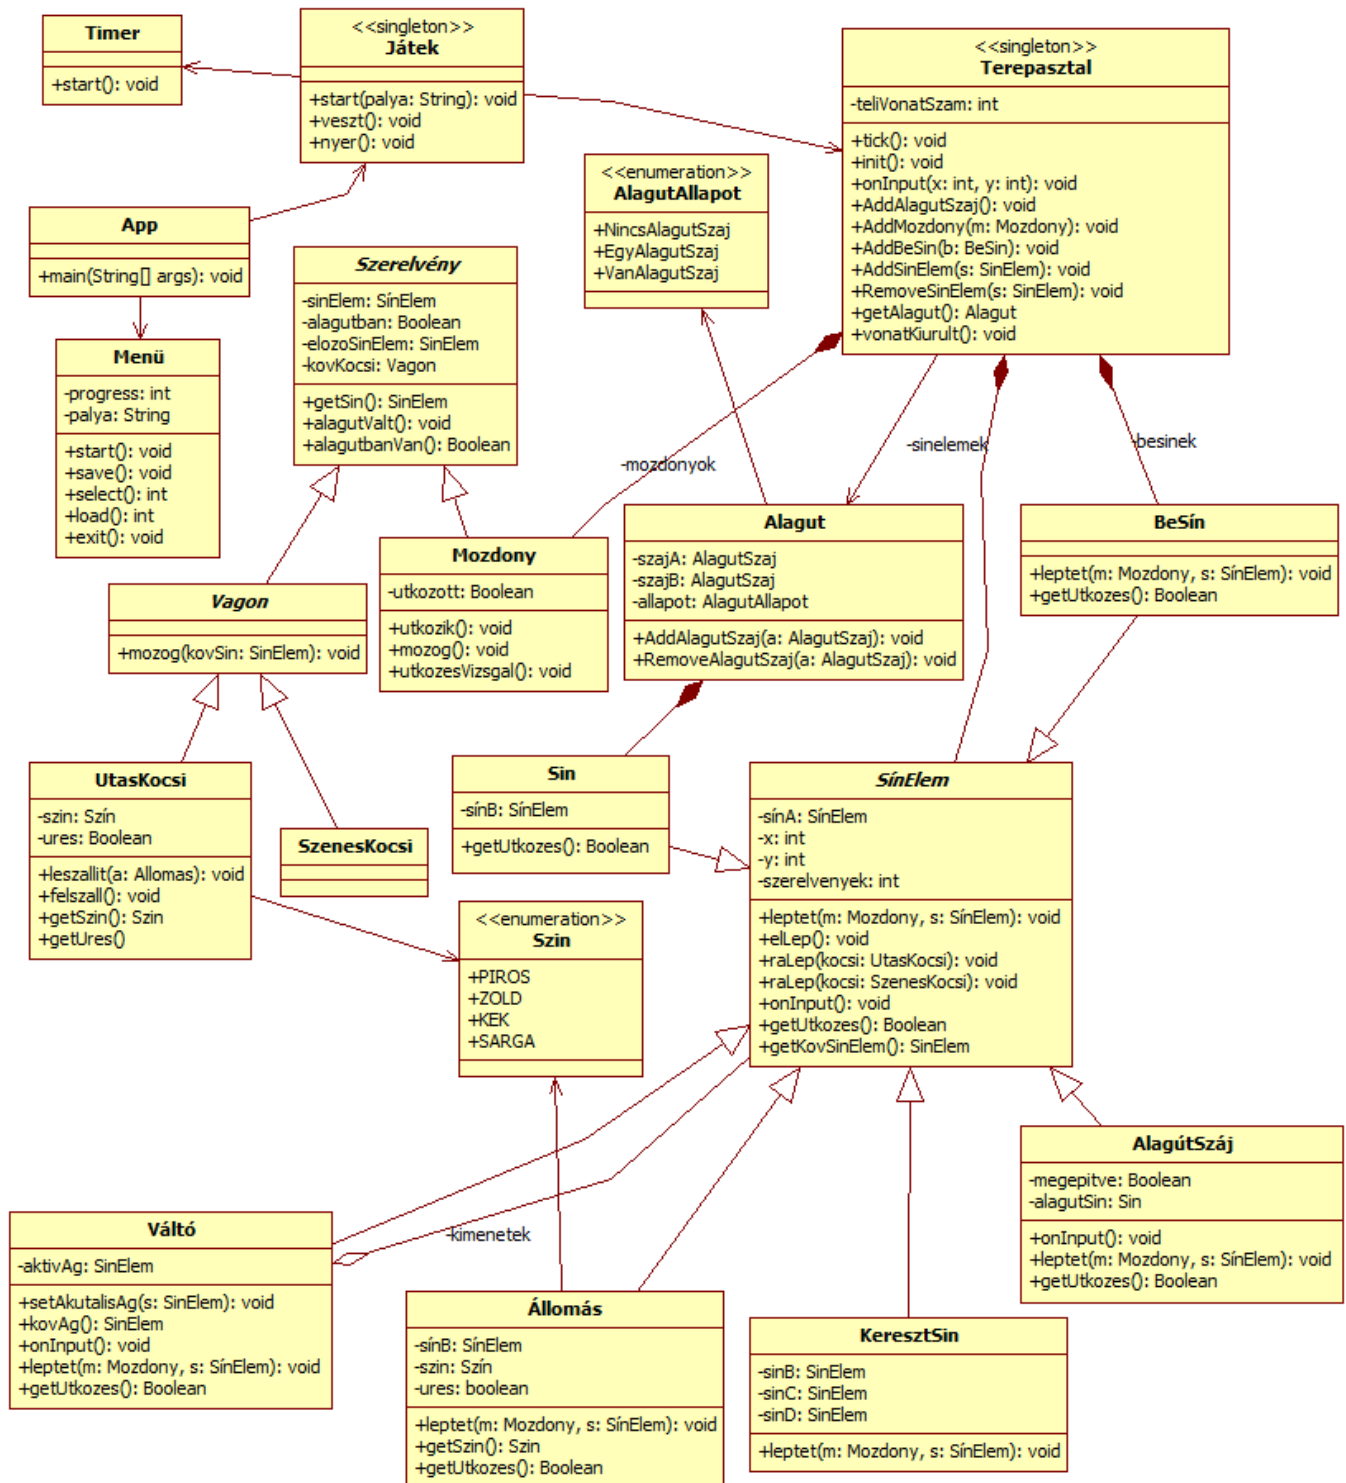 Timer
+start(): void
<<singleton>>
Játek
+start(palya: String): void
+veszt(): void
+nyer(): void
<<singleton>>
Terepasztal
-teliVonatSzam: int
+tick(): void
+init(): void
+onInput(x: int, y: int): void
+AddAlagutSzaj(): void
+AddMozdony(m: Mozdony): void
+AddBeSin(b: BeSin): void
+AddSinElem(s: SinElem): void
+RemoveSinElem(s: SinElem): void
+getAlagut(): Alagut
+vonatKiurult(): void
<<enumeration>>
AlagutAllapot
+NincsAlagutSzaj
+EgyAlagutSzaj
+VanAlagutSzaj
App
+main(String[] args): void
Szerelvény
-sinElem: SínElem
-alagutban: Boolean
-elozoSinElem: SinElem
-kovKocsi: Vagon
+getSin(): SinElem
+alagutValt(): void
+alagutbanVan(): Boolean
Menü
-progress: int
-palya: String
+start(): void
+save(): void
+select(): int
+load(): int
+exit(): void
-mozdonyok
-sinelemek
-besinek
Mozdony
-utkozott: Boolean
+utkozik(): void
+mozog(): void
+utkozesVizsgal(): void
Alagut
-szajA: AlagutSzaj
-szajB: AlagutSzaj
-allapot: AlagutAllapot
+AddAlagutSzaj(a: AlagutSzaj): void
+RemoveAlagutSzaj(a: AlagutSzaj): void
BeSín
+leptet(m: Mozdony, s: SínElem): void
+getUtkozes(): Boolean
Vagon
+mozog(kovSin: SinElem): void
UtasKocsi
-szin: Szín
-ures: Boolean
+leszallit(a: Allomas): void
+felszall(): void
+getSzin(): Szin
+getUres()
SzenesKocsi
Sin
-sínB: SínElem
+getUtkozes(): Boolean
SínElem
-sínA: SínElem
-x: int
-y: int
-szerelvenyek: int
+leptet(m: Mozdony, s: SínElem): void
+elLep(): void
+raLep(kocsi: UtasKocsi): void
+raLep(kocsi: SzenesKocsi): void
+onInput(): void
+getUtkozes(): Boolean
+getKovSinElem(): SinElem
<<enumeration>>
Szin
+PIROS
+ZOLD
+KEK
+SARGA
AlagútSzáj
-megepitve: Boolean
-alagutSin: Sin
+onInput(): void
+leptet(m: Mozdony, s: SínElem): void
+getUtkozes(): Boolean
Váltó
-aktivAg: SinElem
+setAkutalisAg(s: SinElem): void
+kovAg(): SinElem
+onInput(): void
+leptet(m: Mozdony, s: SínElem): void
+getUtkozes(): Boolean
-kimenetek
Állomás
-sínB: SínElem
-szin: Szín
-ures: boolean
+leptet(m: Mozdony, s: SínElem): void
+getSzin(): Szin
+getUtkozes(): Boolean
KeresztSin
-sinB: SinElem
-sinC: SinElem
-sinD: SinElem
+leptet(m: Mozdony, s: SínElem): void